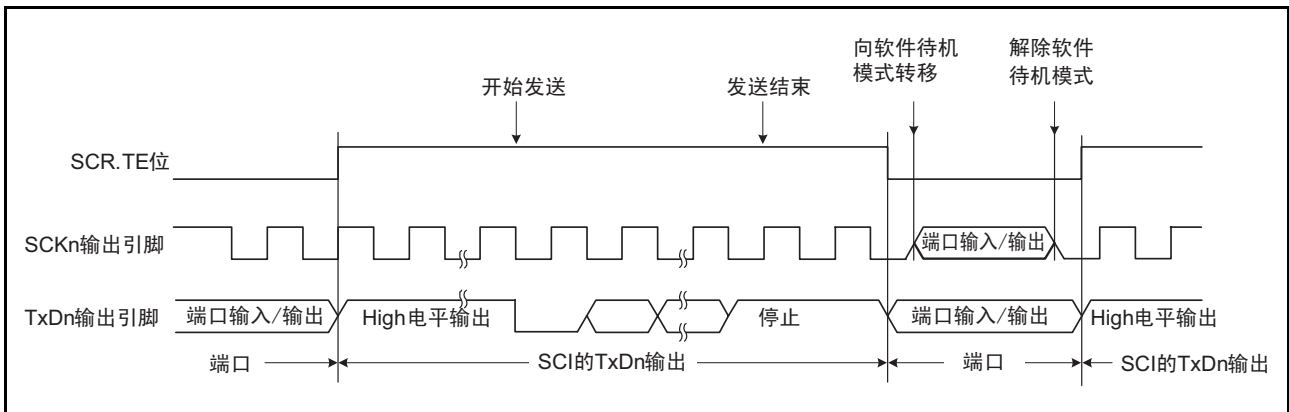 向软件待机
模式转移
解除软件
待机模式
开始发送
发送结束
SCR.TE位
SCKn输出引脚
端口输入/输出
TxDn输出引脚
端口输入/输出
High电平输出
停止
端口输入/输出
High电平输出
端口
SCI的TxDn输出
端口
SCI的TxDn输出